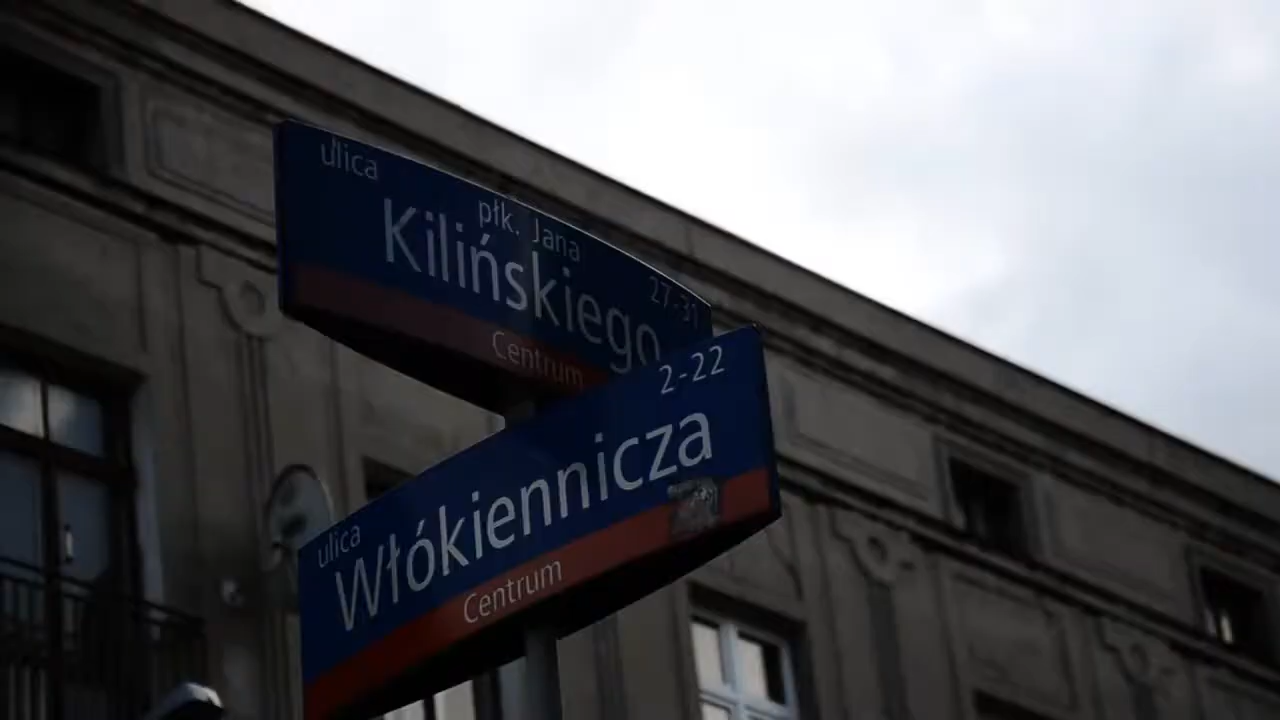 ulica
płk. Jana
Kilińskiego
27-31
Centrum
2-22
ulica
Włókiennicza
Centrum